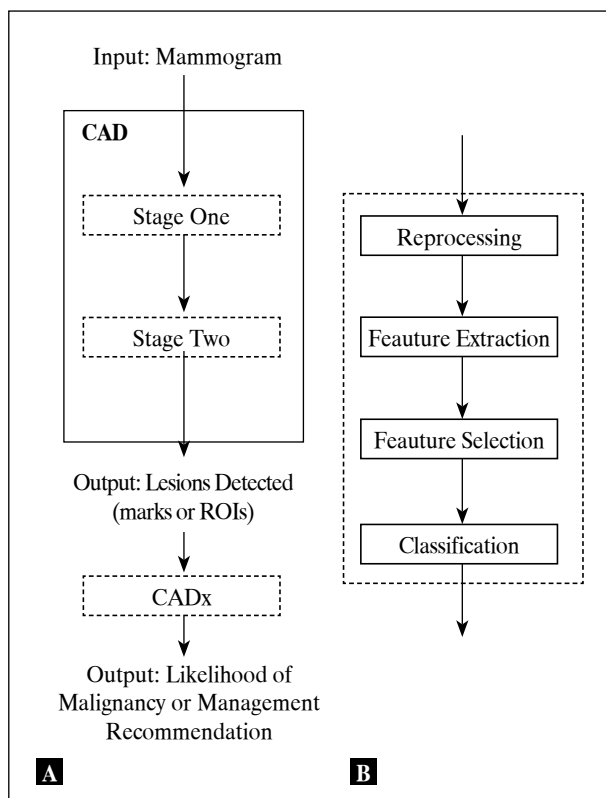 Input: Mammogram
CAD
Stage One
Stage Two
Output: Lesions Detected
(marks or ROIs)
CADx
Output: Likelihood of
Malignancy or Management
Recommendation
A
Reprocessing
Feauture Extraction
Feauture Selection
Classification
B